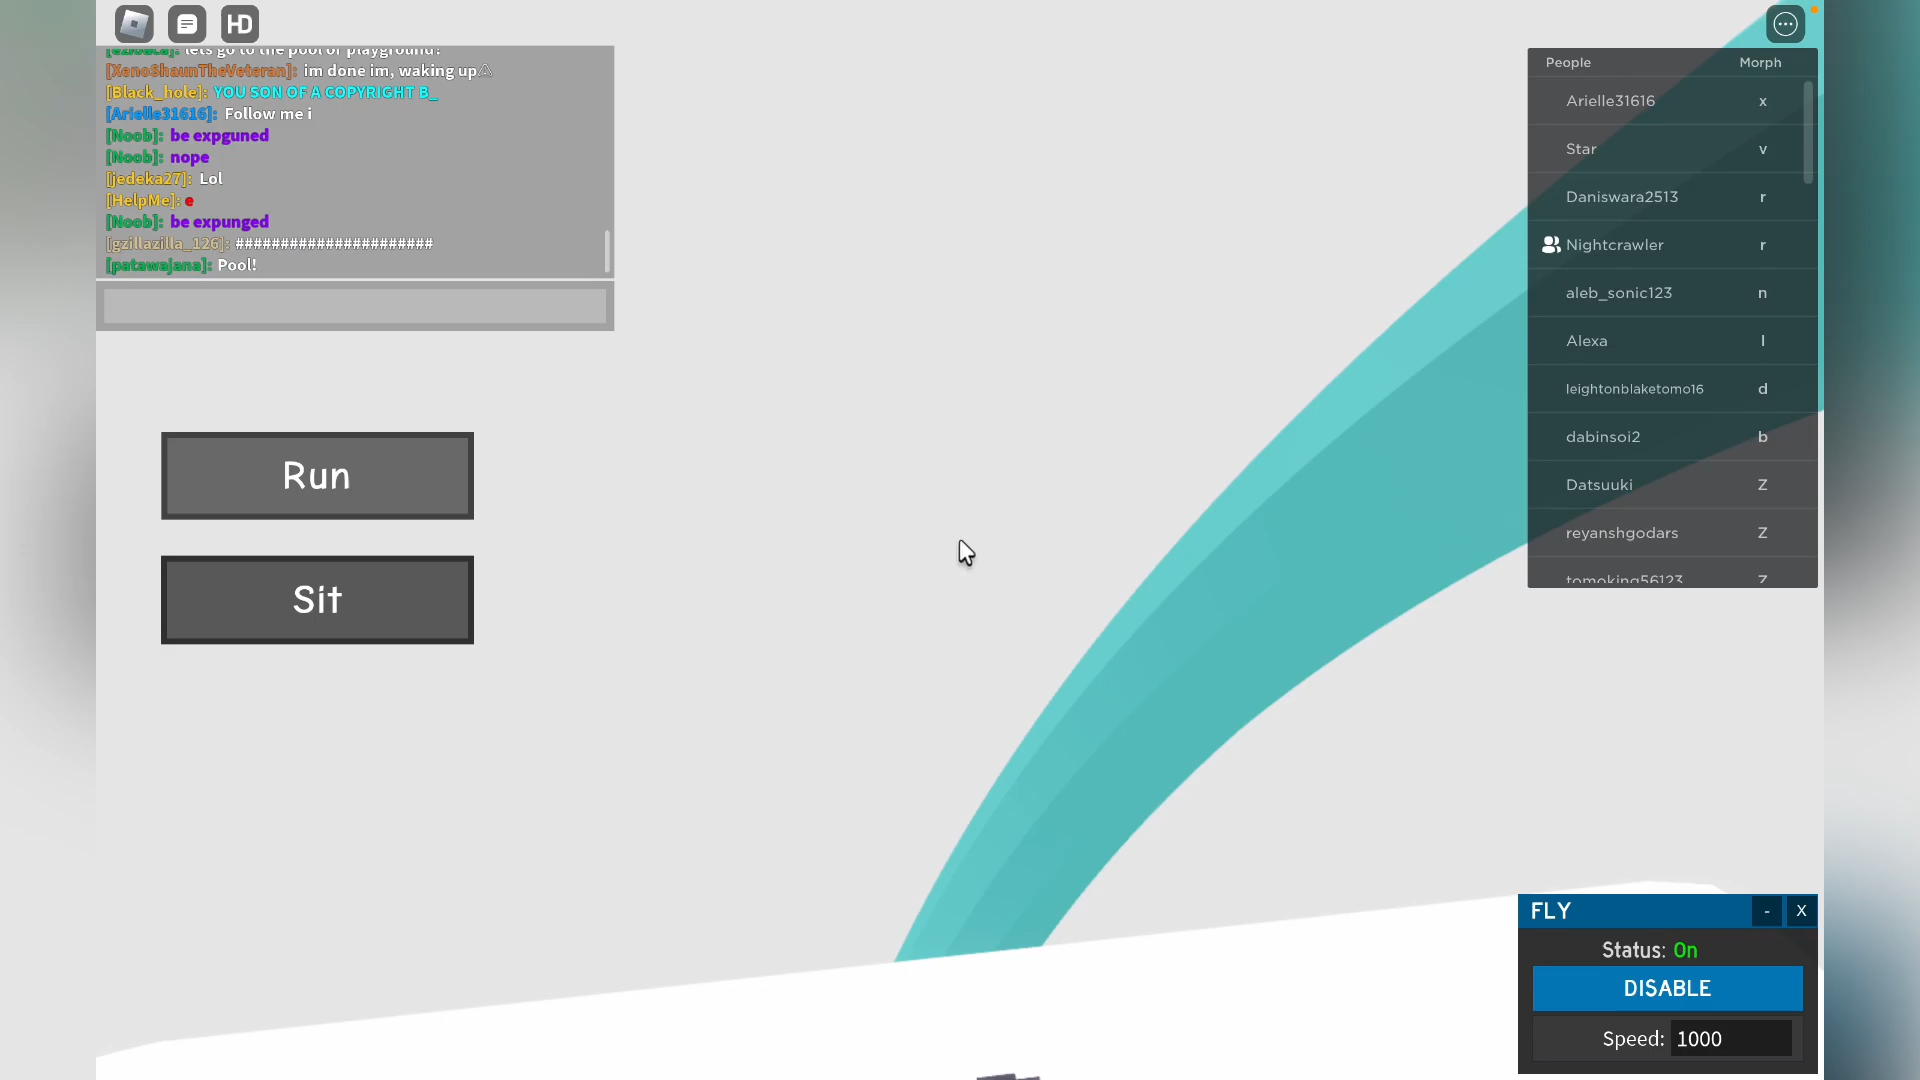 HD
[XenoShaunTheVeteran]: im done im, waking up⚠
[Black_hole]: YOU SON OF A COPYRIGHT B_
[Arielle31616]: Follow me i
[Noob]: be expguned
[Noob]: nope
[jedeka27]: Lol
[HelpMe]: e
[Noob]: be expunged
[gzillazilla_126]: ######################
[patawajana]: Pool!
Run
Sit
People Morph
Arielle31616 x
Star v
Daniswara2513 r
Nightcrawler r
aleb_sonic123 n
Alexa l
leightonblaketomo16 d
dabinsoi2 b
Datsuuki Z
reyanshgodars Z
tomoking56123 Z
FLY - X
Status: On
DISABLE
Speed: 1000